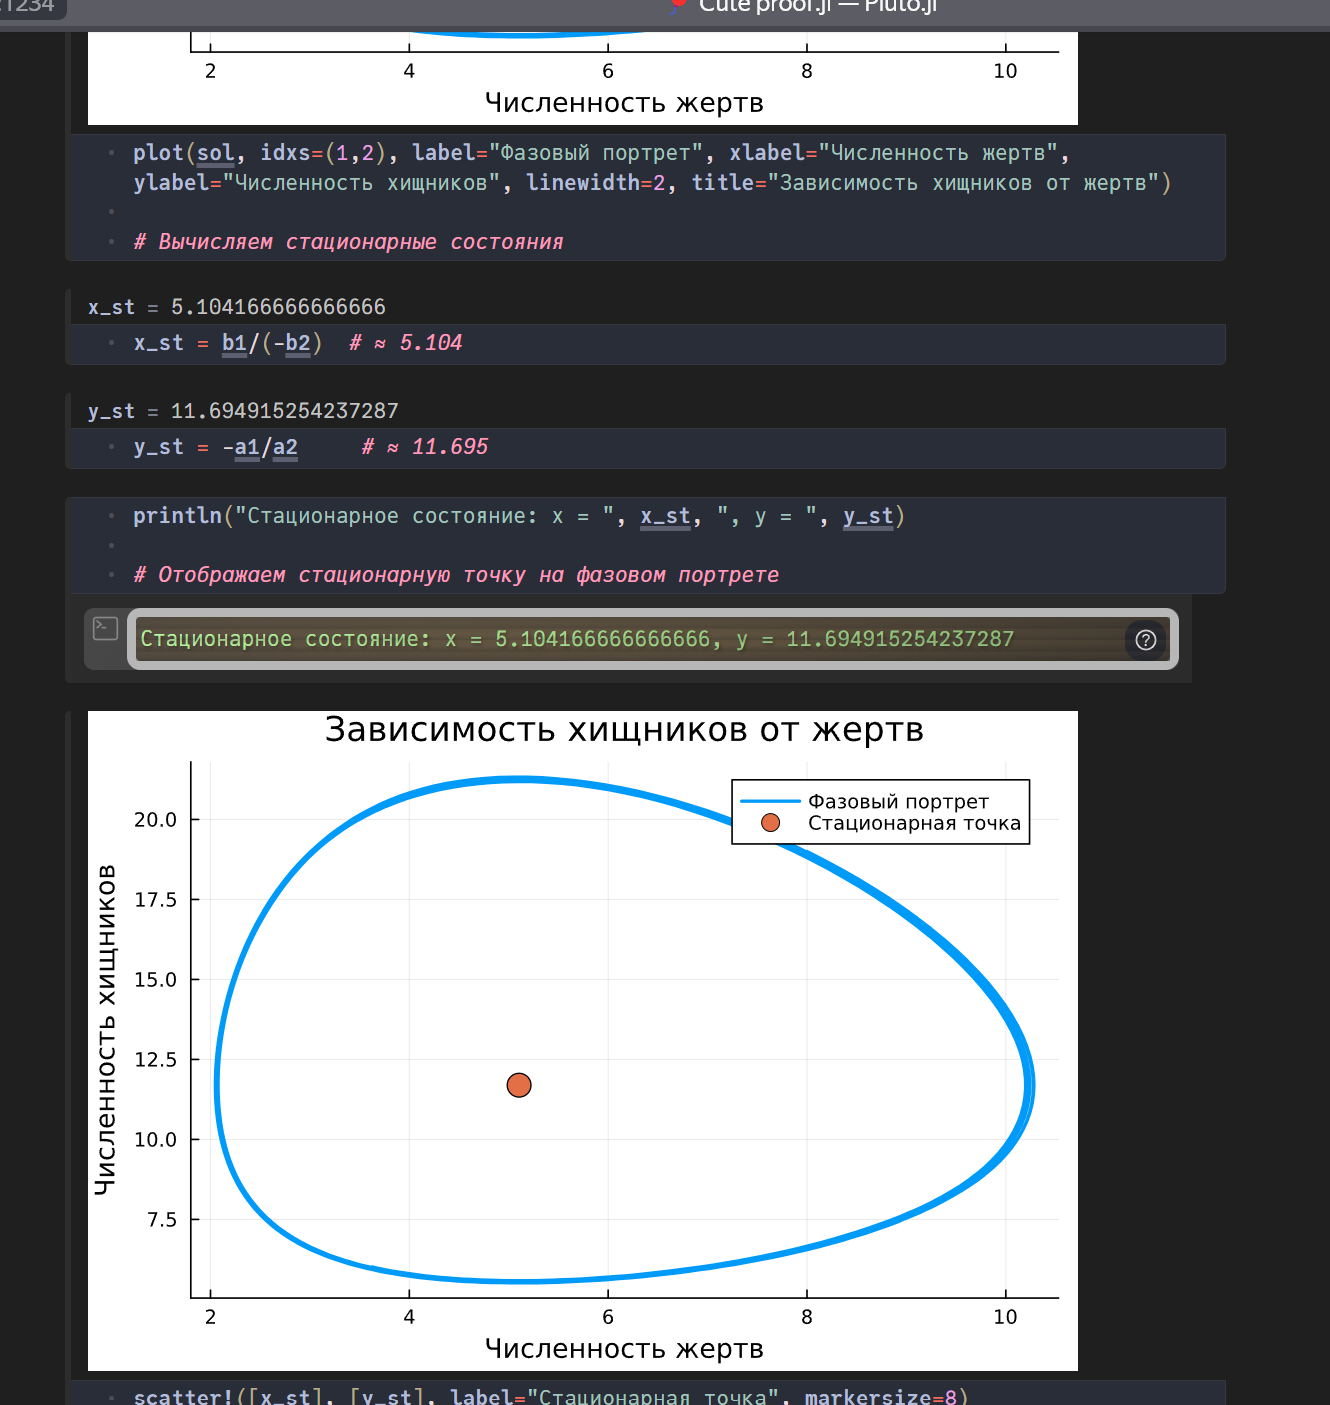 :1234
Cute proof.jl — Pluto.jl
2 4 6 8 10
Численность жертв
plot(sol, idxs=(1,2), label="Фазовый портрет", xlabel="Численность жертв",
ylabel="Численность хищников", linewidth=2, title="Зависимость хищников от жертв")
# Вычисляем стационарные состояния
x_st = 5.104166666666666
x_st = b1/(-b2)  # ≈ 5.104
y_st = 11.694915254237287
y_st = -a1/a2     # ≈ 11.695
println("Стационарное состояние: x = ", x_st, ", y = ", y_st)
# Отображаем стационарную точку на фазовом портрете
Стационарное состояние: x = 5.104166666666666, y = 11.694915254237287
Зависимость хищников от жертв
Фазовый портрет
Стационарная точка
Численность хищников
20.0
17.5
15.0
12.5
10.0
7.5
2 4 6 8 10
Численность жертв
scatter!([x_st], [y_st], label="Стационарная точка", markersize=8)